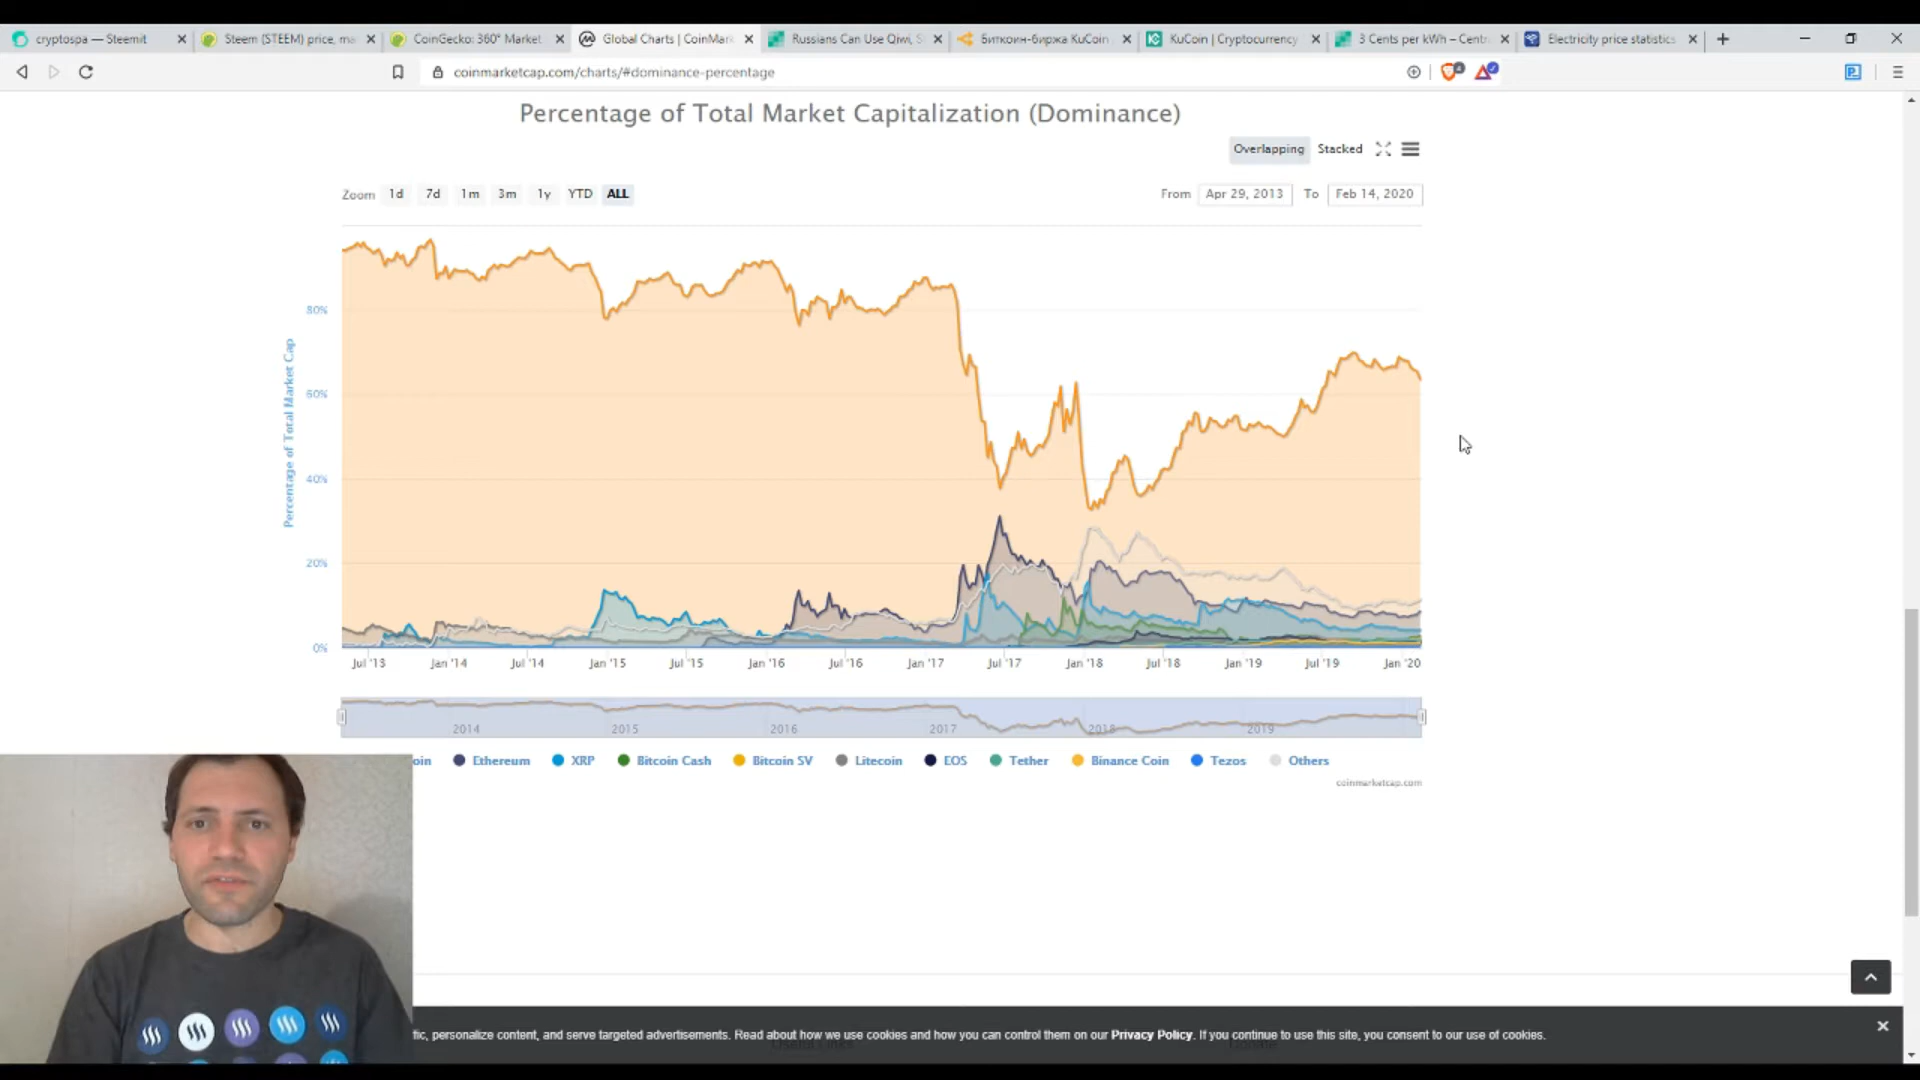 cryptospa — Steemit
Steem (STEEM) price, ma
CoinGecko: 360° Market
Global Charts | CoinMar
Russians Can Use Qiwi, S
Биткоин-биржа KuCoin
KuCoin | Cryptocurrency
3 Cents per kWh – Cent
Electricity price statistics
coinmarketcap.com/charts/#dominance-percentage
Percentage of Total Market Capitalization (Dominance)
Overlapping Stacked
Zoom 1d 7d 1m 3m 1y YTD ALL
From Apr 29, 2013 To Feb 14, 2020
Percentage of Total Market Cap
80%
60%
40%
20%
0%
Jul '13 Jan '14 Jul '14 Jan '15 Jul '15 Jan '16 Jul '16 Jan '17 Jul '17 Jan '18 Jul '18 Jan '19 Jul '19 Jan '20
2014 2015 2016 2017 2018 2019
oin Ethereum XRP Bitcoin Cash Bitcoin SV Litecoin EOS Tether Binance Coin Tezos Others
coinmarketcap.com
fic, personalize content, and serve targeted advertisements. Read about how we use cookies and how you can control them on our Privacy Policy. If you continue to use this site, you consent to our use of cookies.